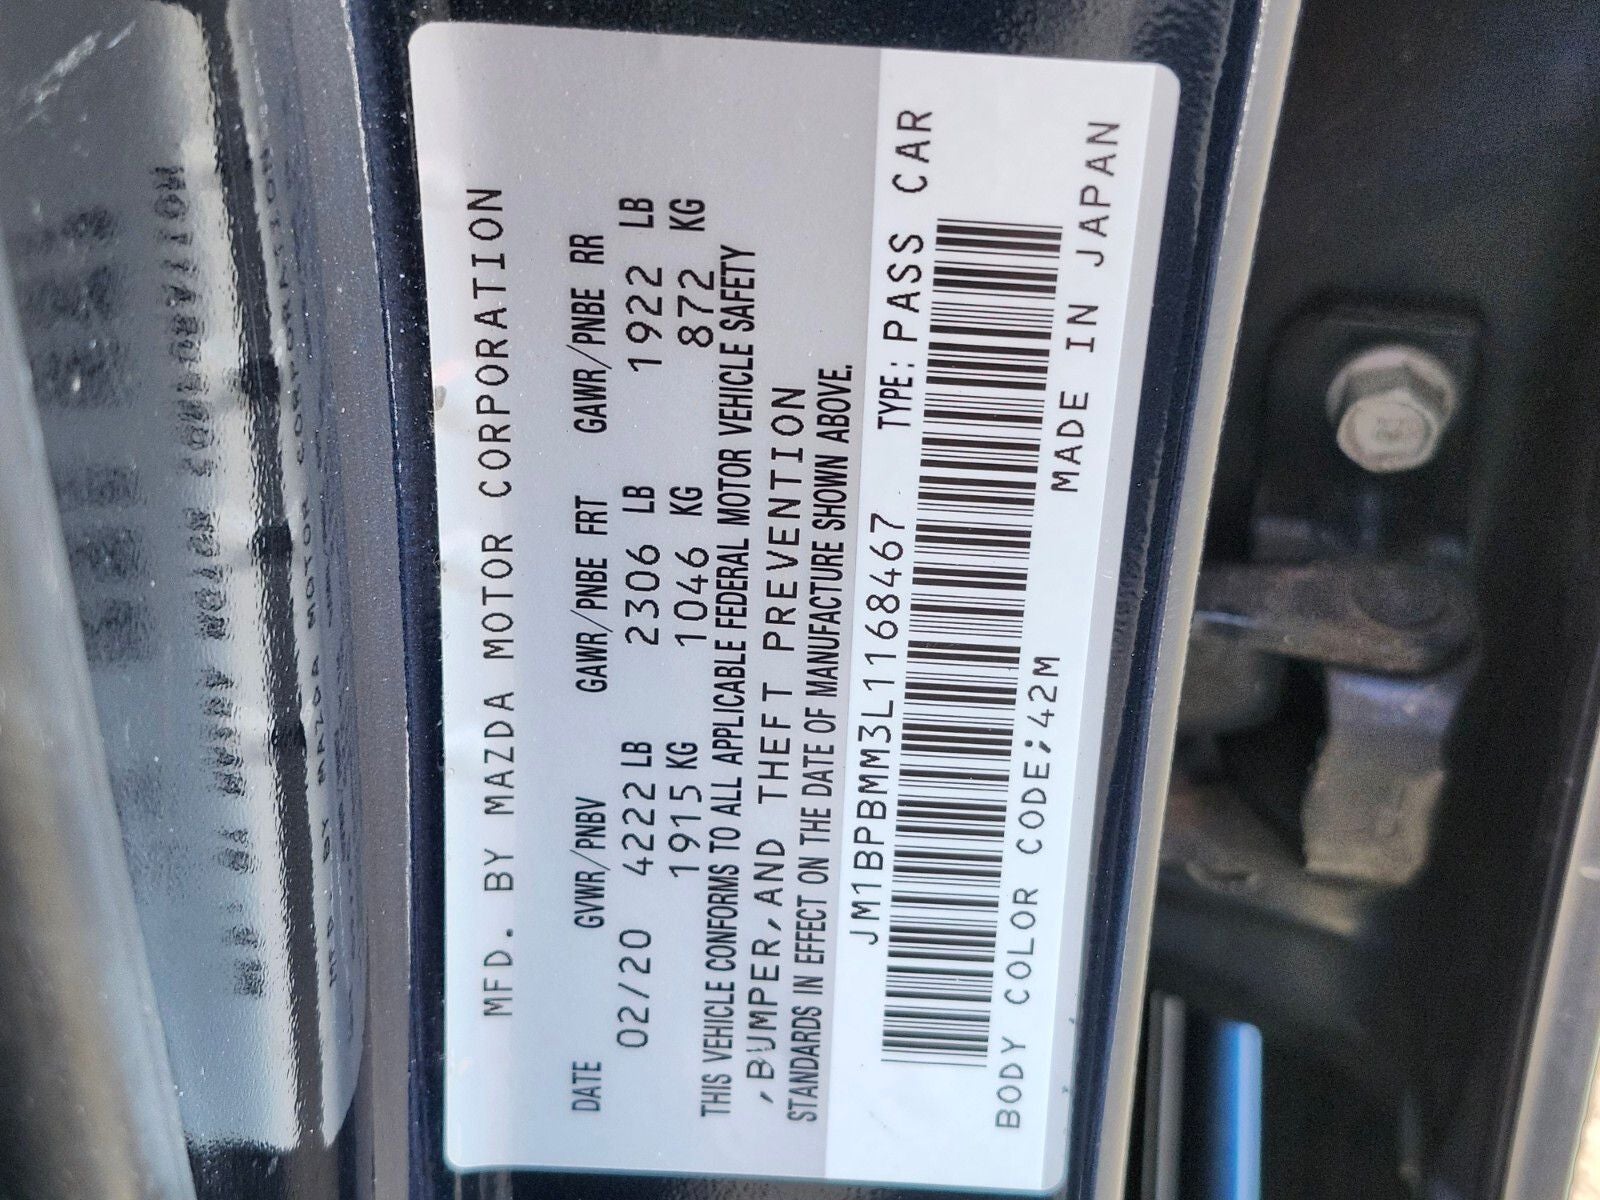 MFD. BY MAZDA MOTOR CORPORATION
DATE GVWR/PNBV GAWR/PNBE FRT GAWR/PNBE RR
02/20 4222 LB 2306 LB 1922 LB
1915 KG 1046 KG 872 KG
THIS VEHICLE CONFORMS TO ALL APPLICABLE FEDERAL MOTOR VEHICLE SAFETY
,BUMPER,AND THEFT PREVENTION
STANDARDS IN EFFECT ON THE DATE OF MANUFACTURE SHOWN ABOVE.
JM1BPBMM3L1168467 TYPE: PASS CAR
BODY COLOR CODE:42M MADE IN JAPAN